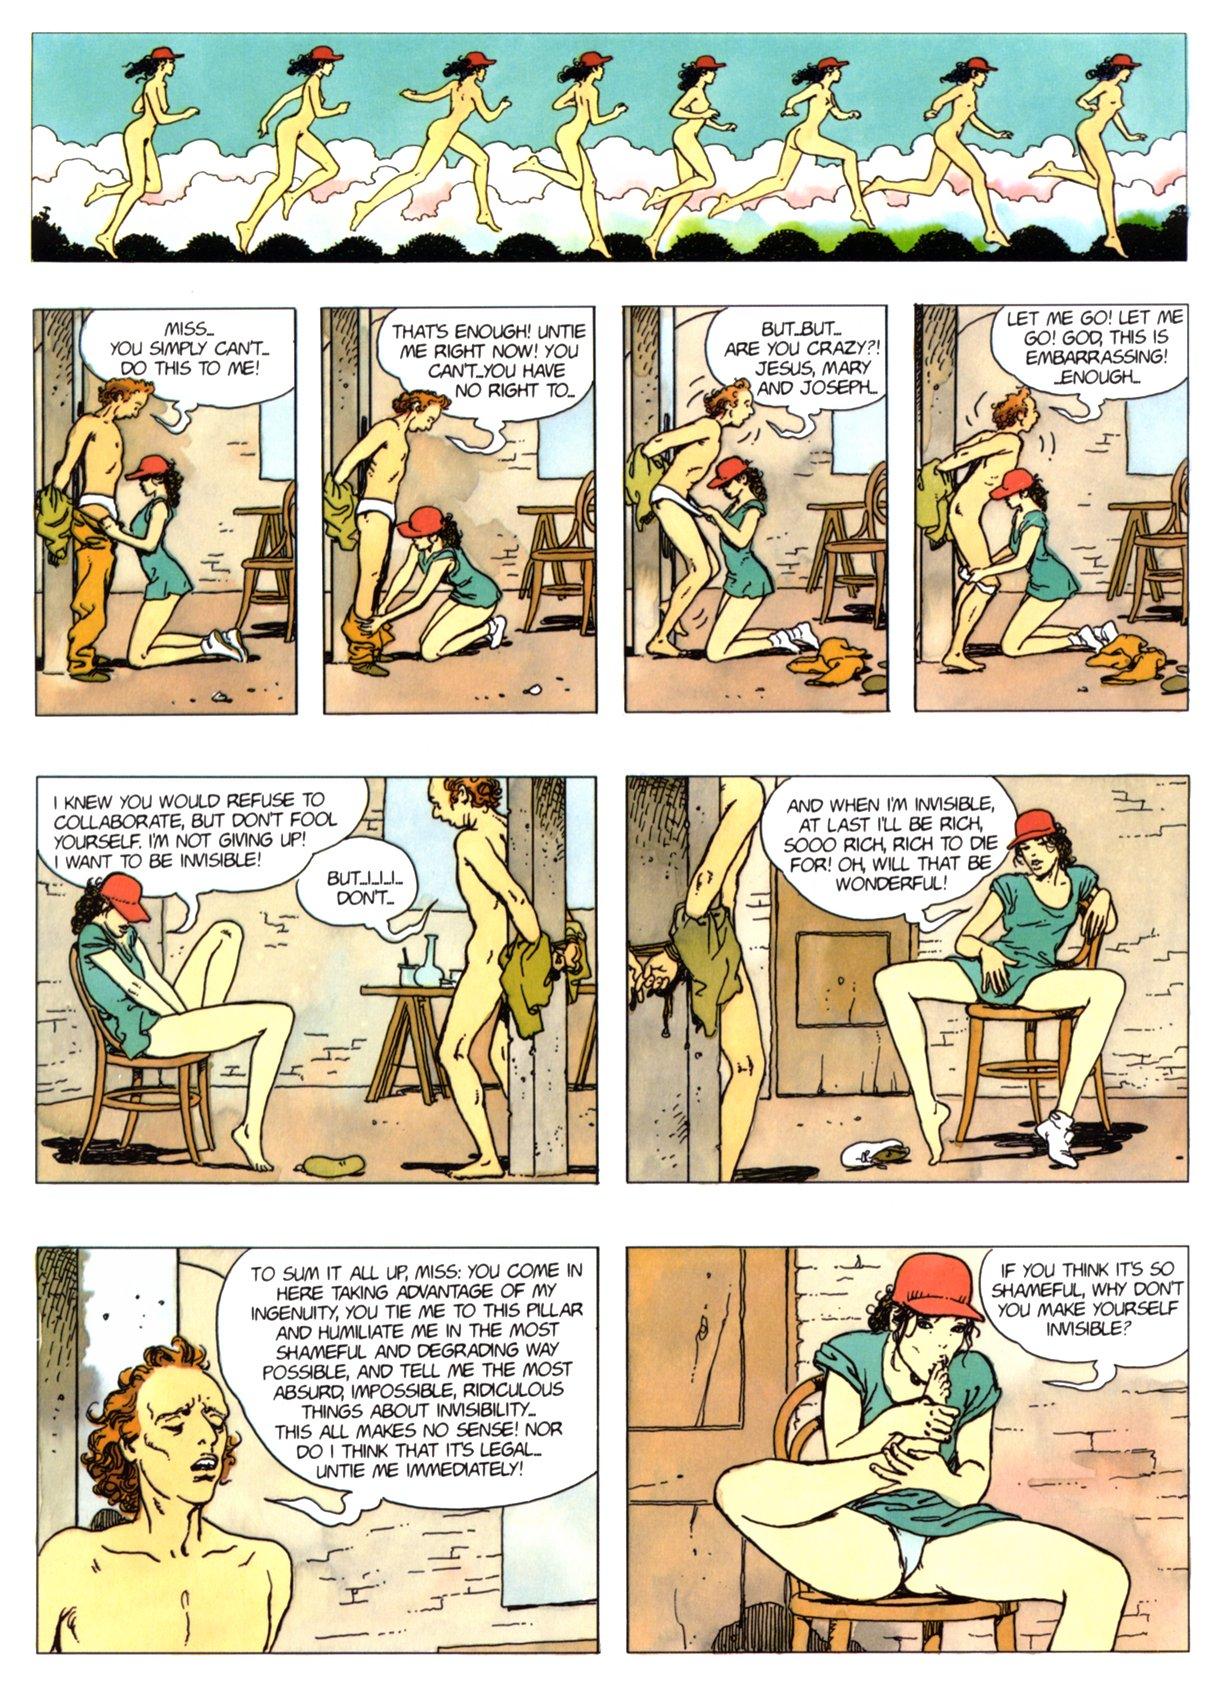 MISS...
YOU SIMPLY CAN'T...
DO THIS TO ME!
THAT'S ENOUGH! UNTIE
ME RIGHT NOW! YOU
CAN'T...YOU HAVE
NO RIGHT TO...
BUT...BUT...
ARE YOU CRAZY?!
JESUS, MARY
AND JOSEPH...
LET ME GO! LET ME
GO! GOD, THIS IS
EMBARRASSING!
...ENOUGH...
I KNEW YOU WOULD REFUSE TO
COLLABORATE, BUT DON'T FOOL
YOURSELF. I'M NOT GIVING UP!
I WANT TO BE INVISIBLE!
BUT...I...I...I...
DON'T...
AND WHEN I'M INVISIBLE,
AT LAST I'LL BE RICH,
SOOO RICH, RICH TO DIE
FOR! OH, WILL THAT BE
WONDERFUL!
TO SUM IT ALL UP, MISS: YOU COME IN
HERE TAKING ADVANTAGE OF MY
INGENUITY, YOU TIE ME TO THIS PILLAR
AND HUMILIATE ME IN THE MOST
SHAMEFUL AND DEGRADING WAY
POSSIBLE, AND TELL ME THE MOST
ABSURD, IMPOSSIBLE, RIDICULOUS
THINGS ABOUT INVISIBILITY...
THIS ALL MAKES NO SENSE! NOR
DO I THINK THAT IT'S LEGAL...
UNTIE ME IMMEDIATELY!
IF YOU THINK IT'S SO
SHAMEFUL, WHY DON'T
YOU MAKE YOURSELF
INVISIBLE?